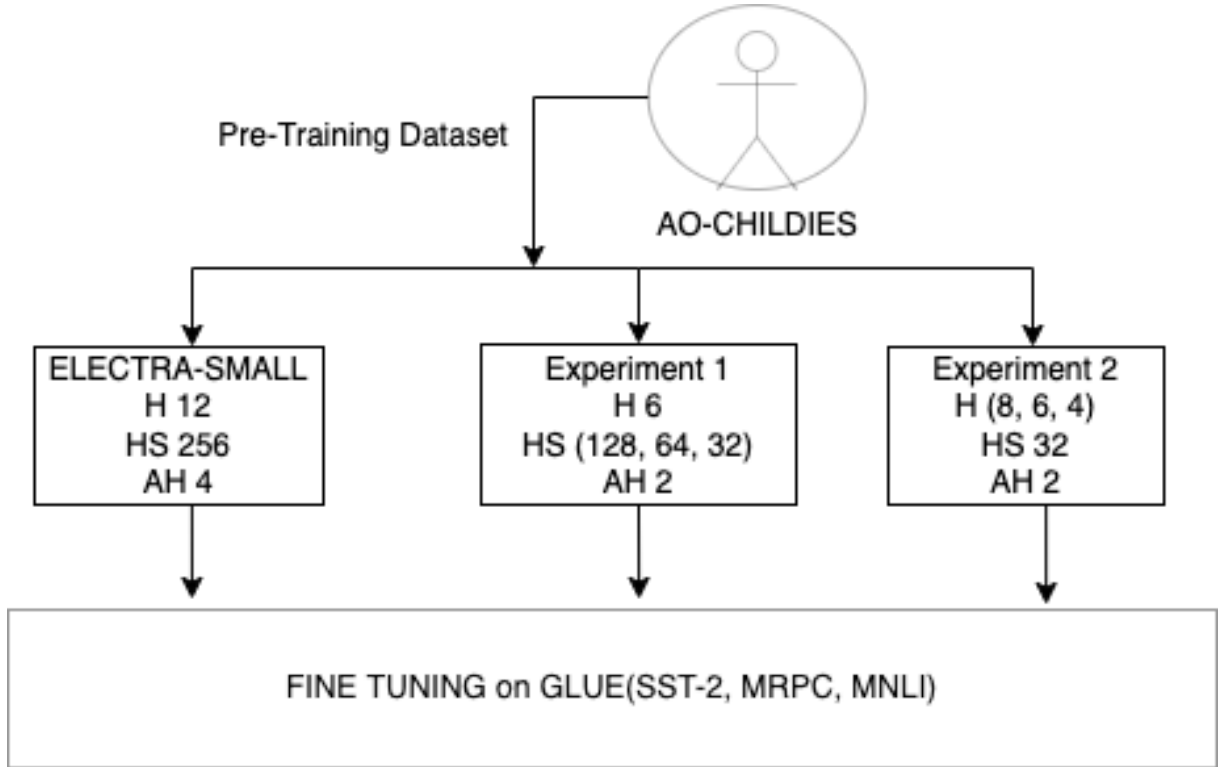 Pre-Training Dataset
AO-CHILDIES
ELECTRA-SMALL
H 12
HS 256
AH 4
Experiment 1
H 6
HS (128, 64, 32)
AH 2
Experiment 2
H (8, 6, 4)
HS 32
AH 2
FINE TUNING on GLUE(SST-2, MRPC, MNLI)